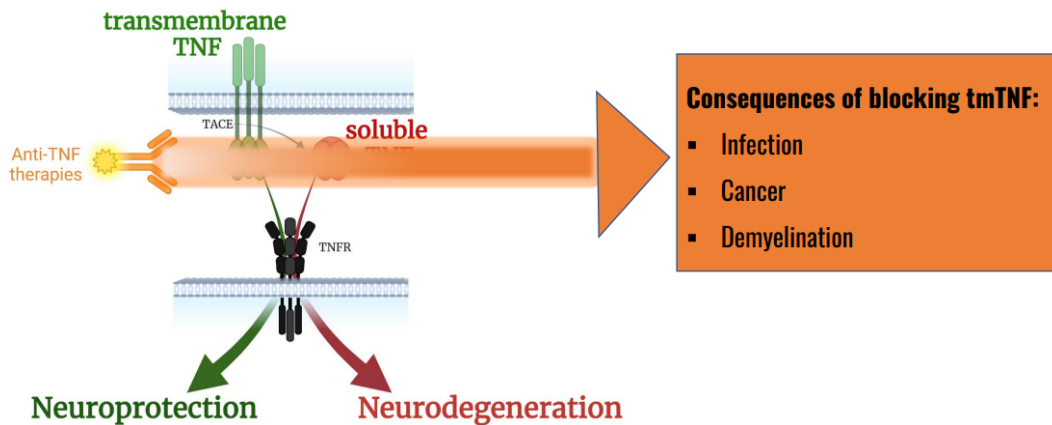 transmembrane
TNF
TACE
soluble
Anti-TNF
therapies
TNFR
Neuroprotection
Neurodegeneration
Consequences of blocking tmTNF:
▪ Infection
▪ Cancer
▪ Demyelination